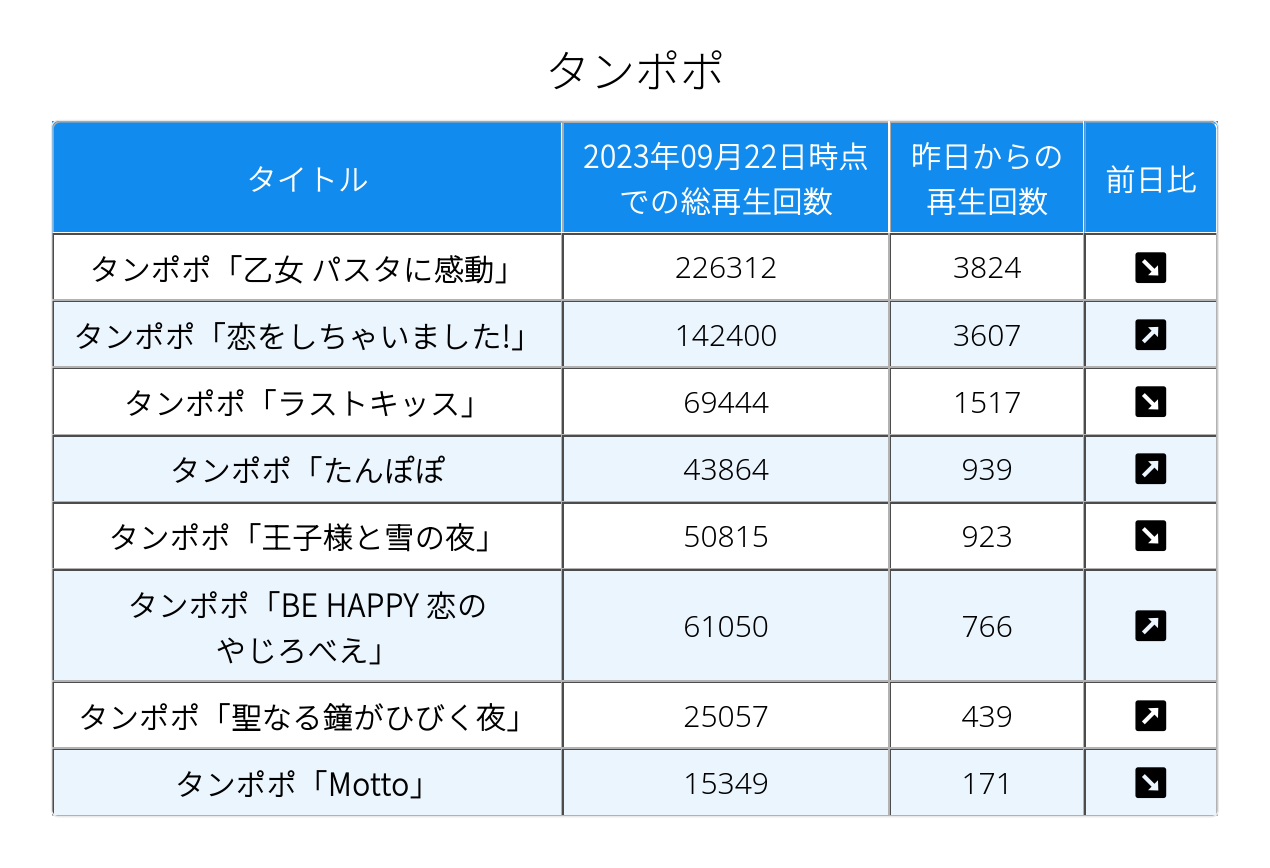 タンポポ
タイトル
2023年09月22日時点
での総再生回数
昨日からの
再生回数
前日比
タンポポ「乙女 パスタに感動」
226312
3824
タンポポ「恋をしちゃいました!」
142400
3607
タンポポ「ラストキッス」
69444
1517
タンポポ「たんぽぽ
43864
939
タンポポ「王子様と雪の夜」
50815
923
タンポポ「BE HAPPY 恋の
やじろべえ」
61050
766
タンポポ「聖なる鐘がひびく夜」
25057
439
タンポポ「Motto」
15349
171